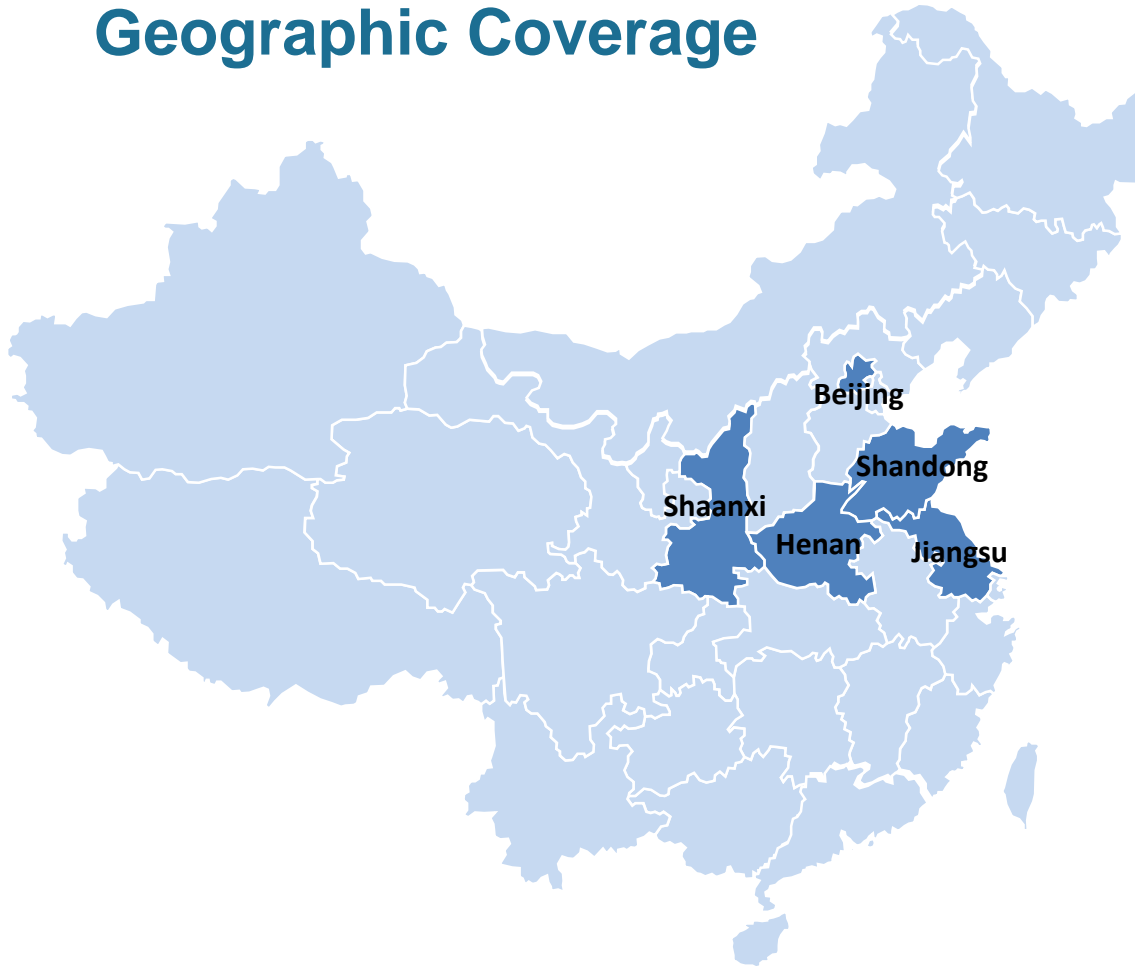 Geographic Coverage
Beijing
Shandong
Shaanxi
Henan
Jiangsu